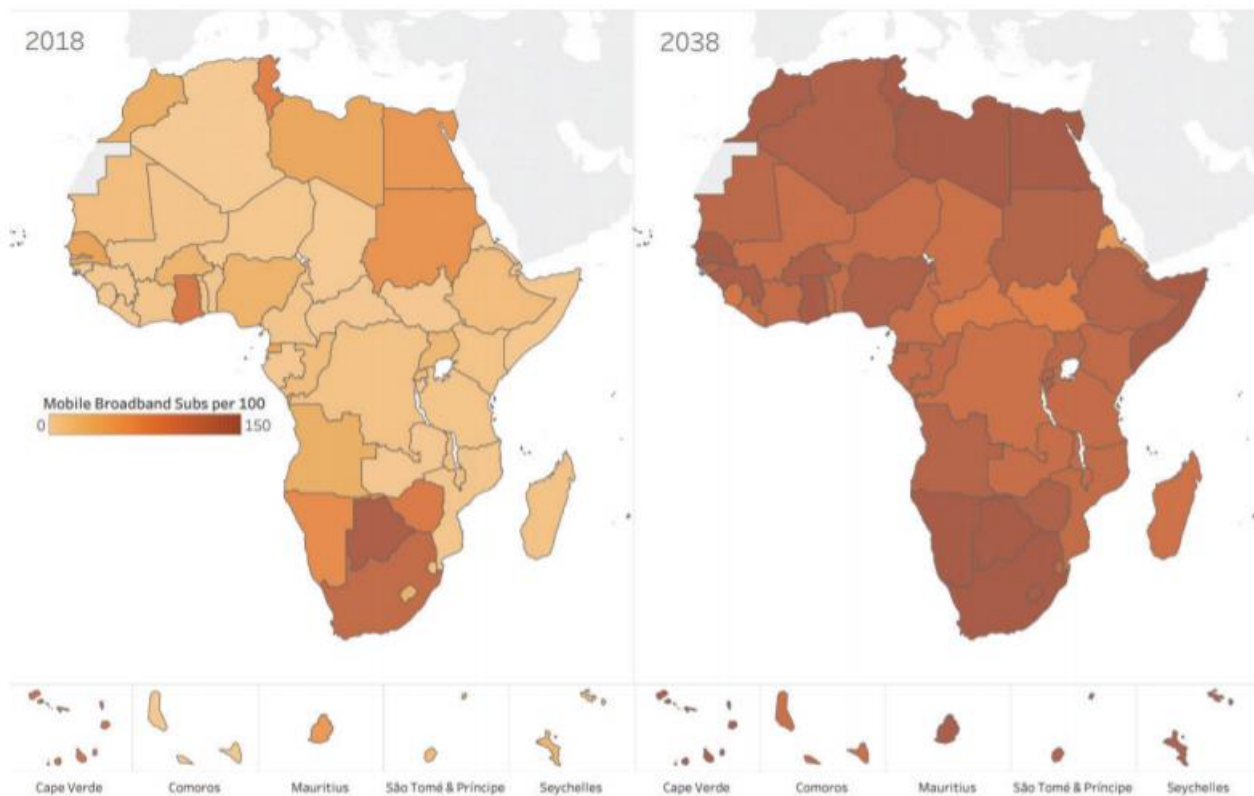 2018
2038
Mobile Broadband Subs per 100
0 150
Cape Verde
Comoros
Mauritius
São Tomé & Príncipe
Seychelles
Cape Verde
Comoros
Mauritius
São Tomé & Príncipe
Seychelles